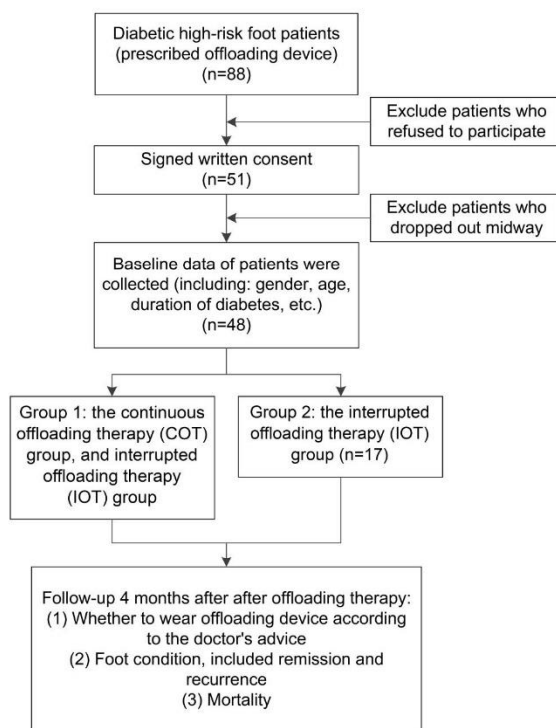 Diabetic high-risk foot patients
(prescribed offloading device)
(n=88)
Exclude patients who
refused to participate
Signed written consent
(n=51)
Exclude patients who
dropped out midway
Baseline data of patients were
collected (including: gender, age,
duration of diabetes, etc.)
(n=48)
Group 1: the continuous
offloading therapy (COT)
group, and interrupted
offloading therapy
(IOT) group
Group 2: the interrupted
offloading therapy (IOT)
group (n=17)
Follow-up 4 months after after offloading therapy:
(1) Whether to wear offloading device according
to the doctor's advice
(2) Foot condition, included remission and
recurrence
(3) Mortality